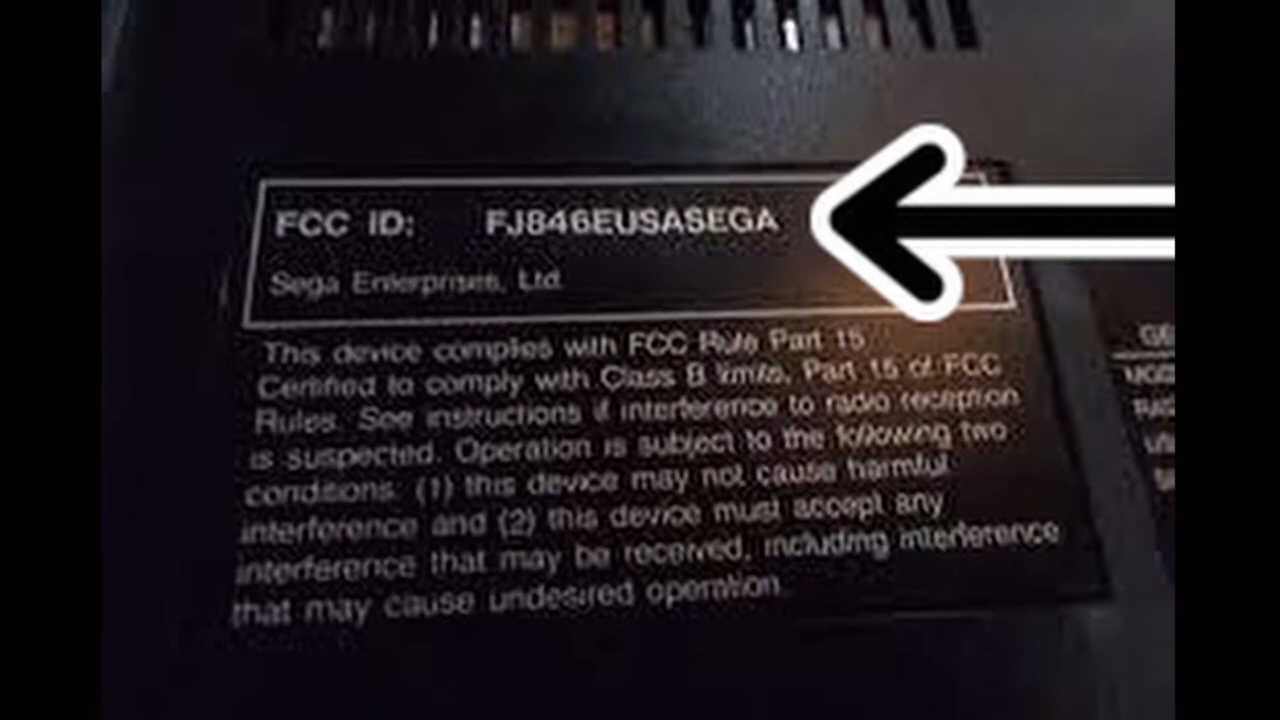 FCC ID: FJ846EUSASEGA
Sega Enterprises, Ltd.
This device complies with FCC Rule Part 15
Certified to comply with Class B limits, Part 15 of FCC
Rules. See instructions if interference to radio reception
is suspected. Operation is subject to the following two
conditions. (1) this device may not cause harmful
interference and (2) this device must accept any
interference that may be received, including interference
that may cause undesired operation.
GE